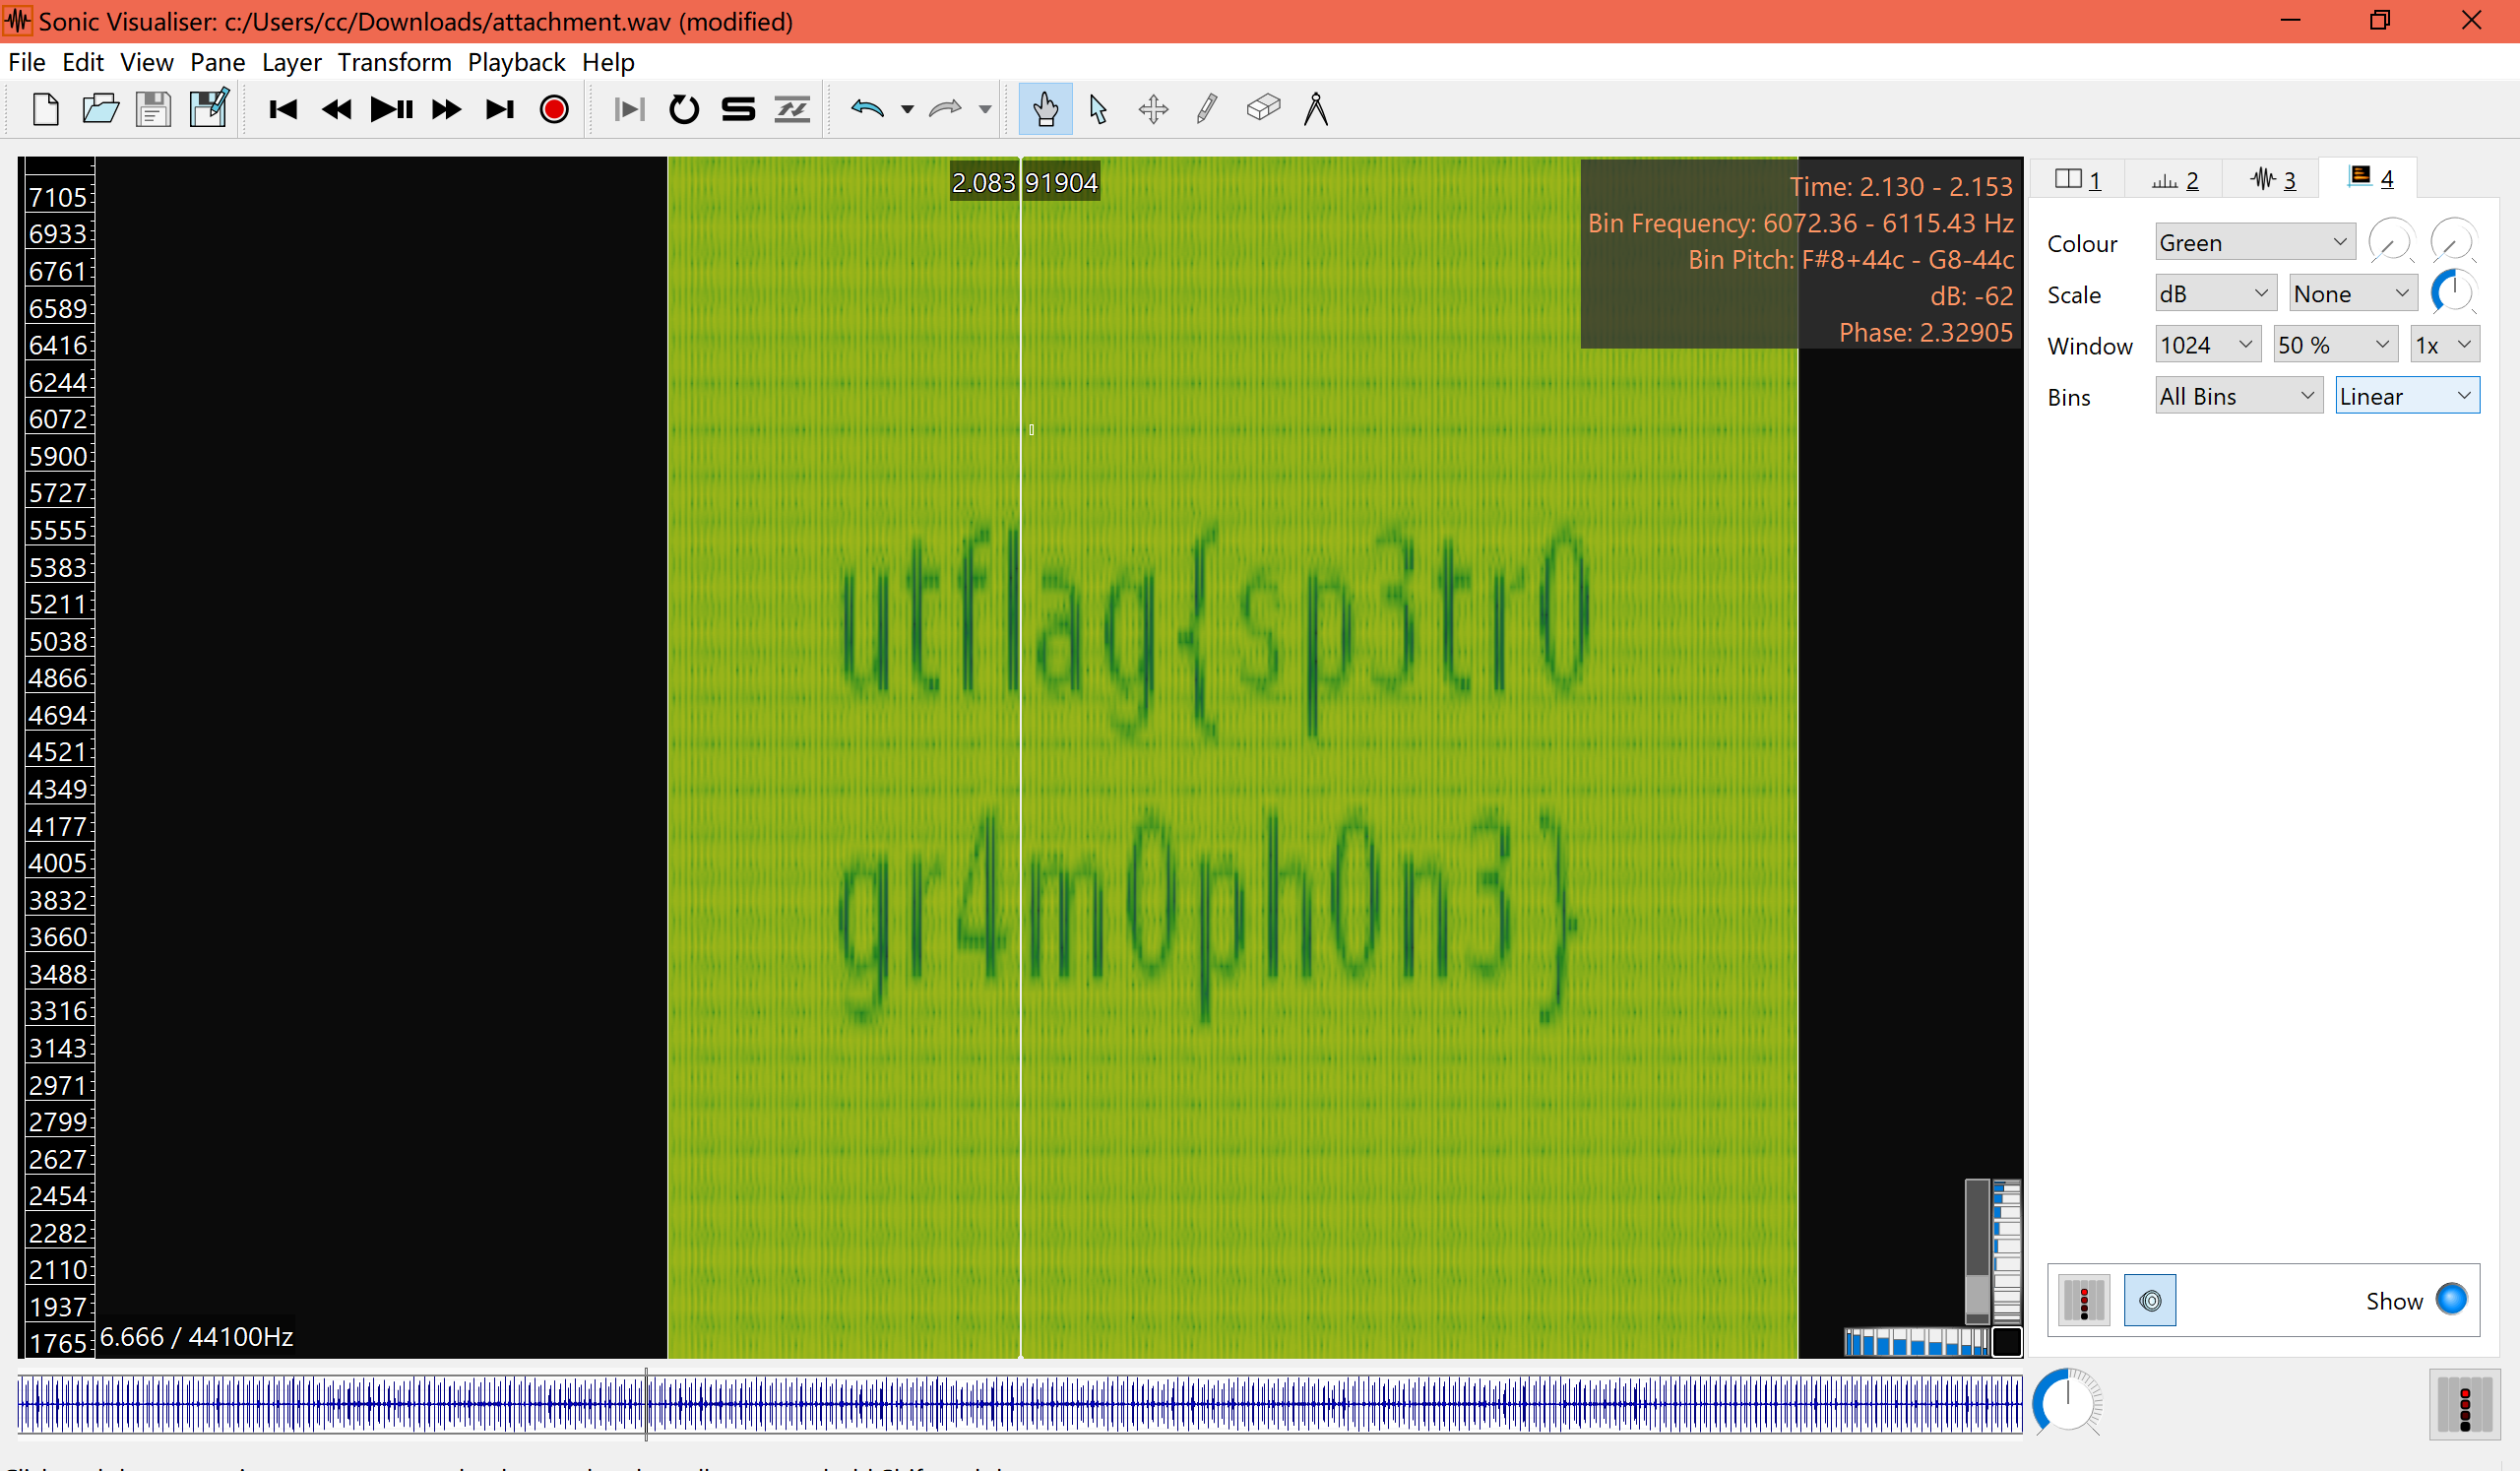 Sonic Visualiser: c:/Users/cc/Downloads/attachment.wav (modified)
File Edit View Pane Layer Transform Playback Help
2.083 91904
Time: 2.130 - 2.153
Bin Frequency: 6072.36 - 6115.43 Hz
Bin Pitch: F#8+44c - G8-44c
dB: -62
Phase: 2.32905
1 2 3 4
Colour Green
Scale dB None
Window 1024 50 % 1x
Bins All Bins Linear
7105
6933
6761
6589
6416
6244
6072
5900
5727
5555
5383
5211
5038
4866
4694
4521
4349
4177
4005
3832
3660
3488
3316
3143
2971
2799
2627
2454
2282
2110
1937
1765
utflag{sp3tr0
gr4m0ph0n3}
6.666 / 44100Hz
Show